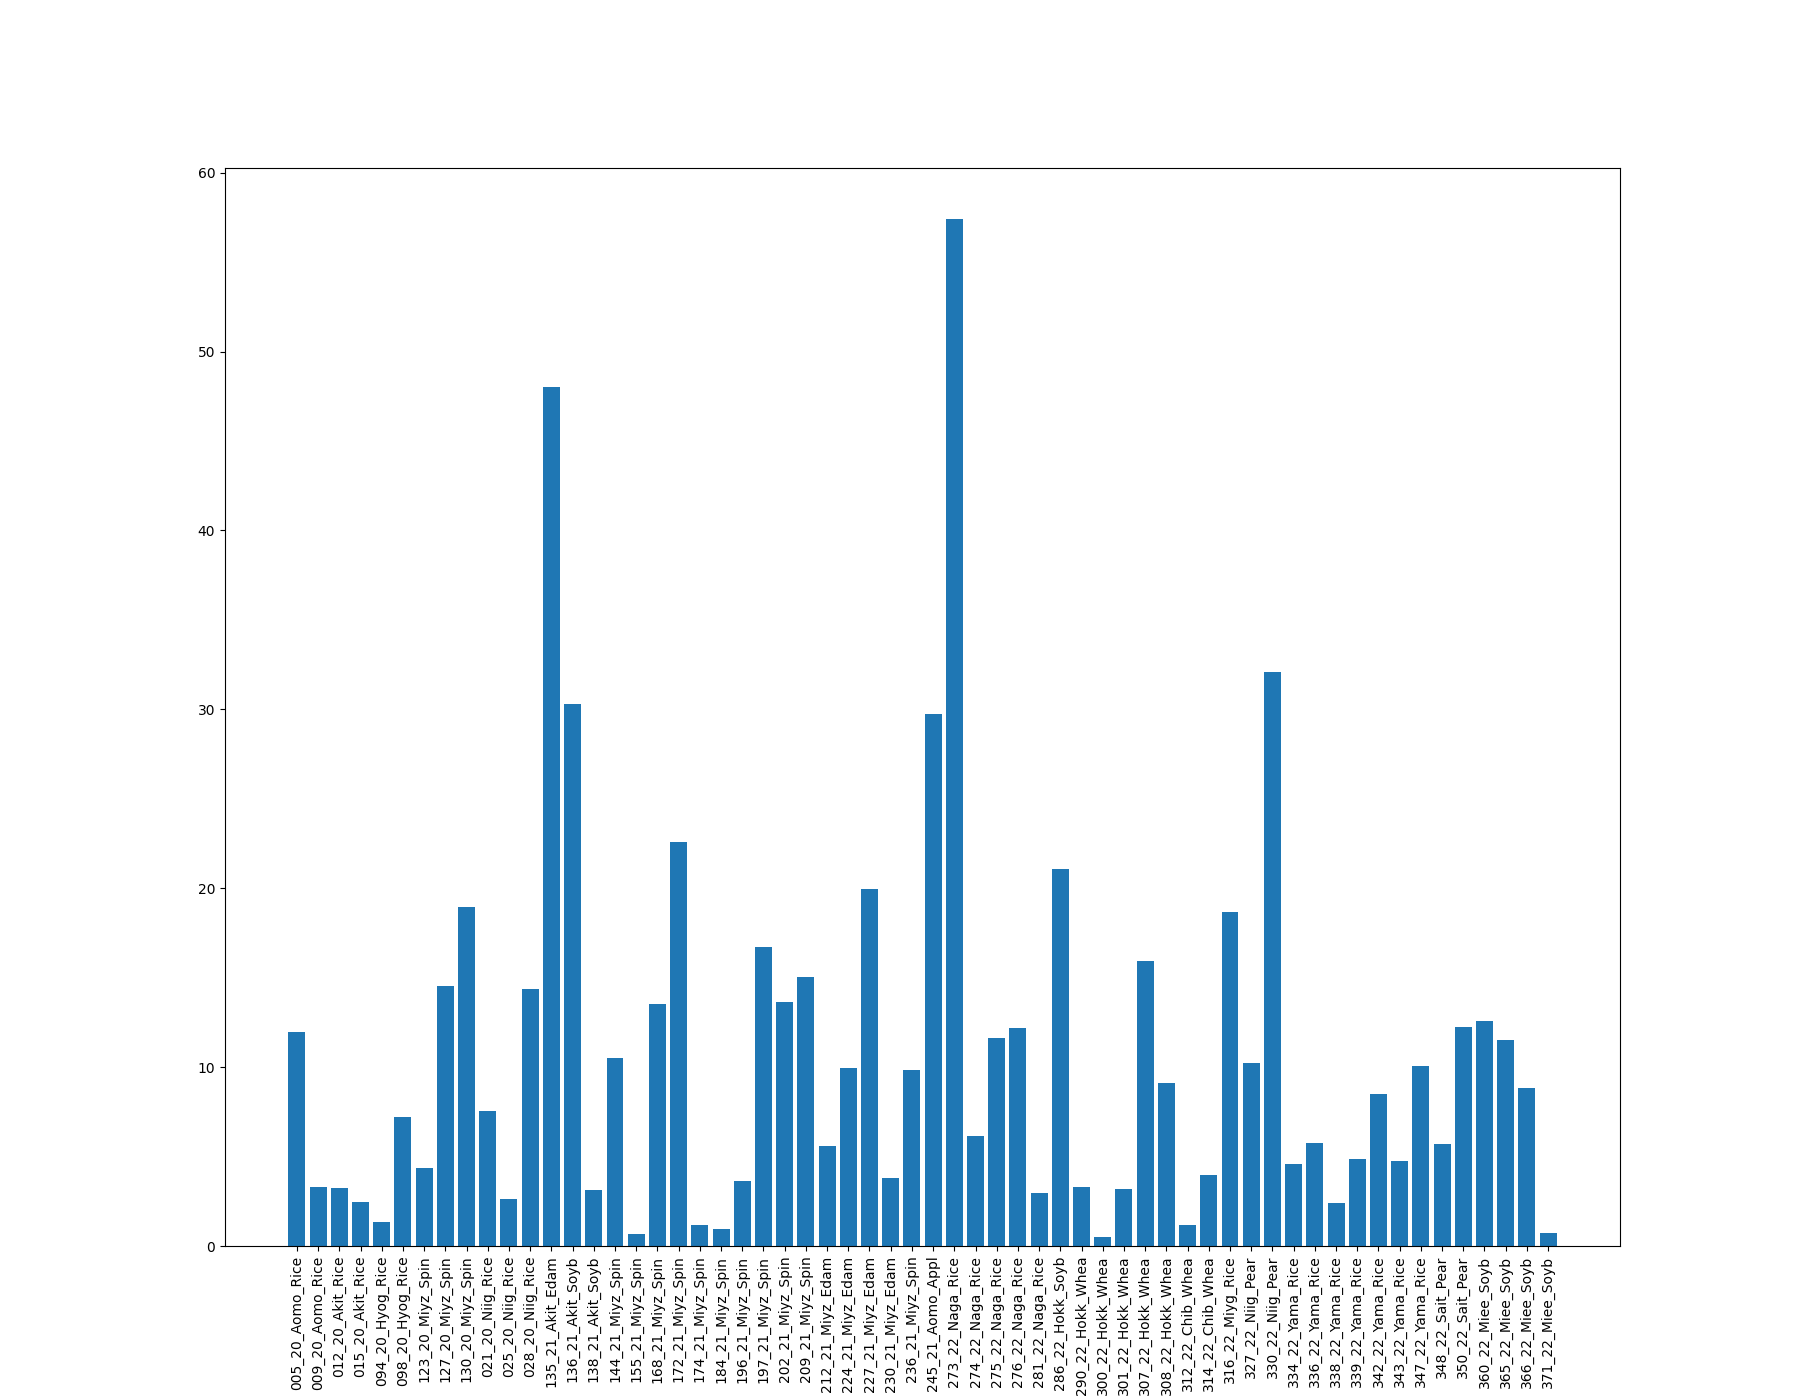 60
50
40
30
20
10
0
005_20_Aomo_Rice
009_20_Aomo_Rice
012_20_Akit_Rice
015_20_Akit_Rice
094_20_Hyog_Rice
098_20_Hyog_Rice
123_20_Miyz_Spin
127_20_Miyz_Spin
130_20_Miyz_Spin
021_20_Niig_Rice
025_20_Niig_Rice
028_20_Niig_Rice
135_21_Akit_Edam
136_21_Akit_Soyb
138_21_Akit_Soyb
144_21_Miyz_Spin
155_21_Miyz_Spin
168_21_Miyz_Spin
172_21_Miyz_Spin
174_21_Miyz_Spin
184_21_Miyz_Spin
196_21_Miyz_Spin
197_21_Miyz_Spin
202_21_Miyz_Spin
209_21_Miyz_Spin
212_21_Miyz_Edam
224_21_Miyz_Edam
227_21_Miyz_Edam
230_21_Miyz_Edam
236_21_Miyz_Spin
245_21_Aomo_Appl
273_22_Naga_Rice
274_22_Naga_Rice
275_22_Naga_Rice
276_22_Naga_Rice
281_22_Naga_Rice
286_22_Hokk_Soyb
290_22_Hokk_Whea
300_22_Hokk_Whea
301_22_Hokk_Whea
307_22_Hokk_Whea
308_22_Hokk_Whea
312_22_Chib_Whea
314_22_Chib_Whea
316_22_Miyg_Rice
327_22_Niig_Pear
330_22_Niig_Pear
334_22_Yama_Rice
336_22_Yama_Rice
338_22_Yama_Rice
339_22_Yama_Rice
342_22_Yama_Rice
343_22_Yama_Rice
347_22_Yama_Rice
348_22_Sait_Pear
350_22_Sait_Pear
360_22_Miee_Soyb
365_22_Miee_Soyb
366_22_Miee_Soyb
371_22_Miee_Soyb